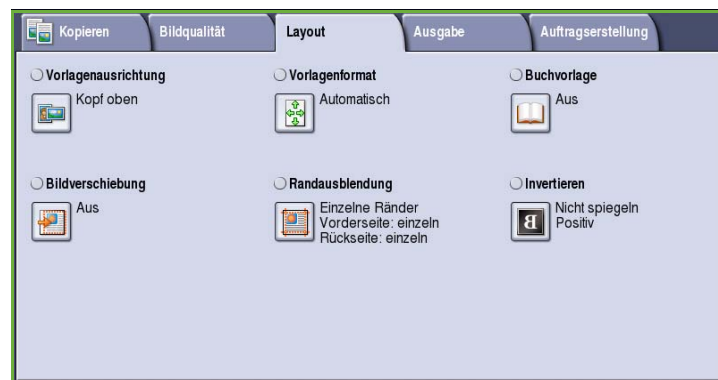 Kopieren Bildqualität Layout Ausgabe Auftragserstellung
Vorlagenausrichtung Vorlagenformat Buchvorlage
Kopf oben Automatisch Aus
Bildverschiebung Randausblendung Invertieren
Aus Einzelne Ränder Nicht spiegeln
Vorderseite: einzeln Positiv
Rückseite: einzeln